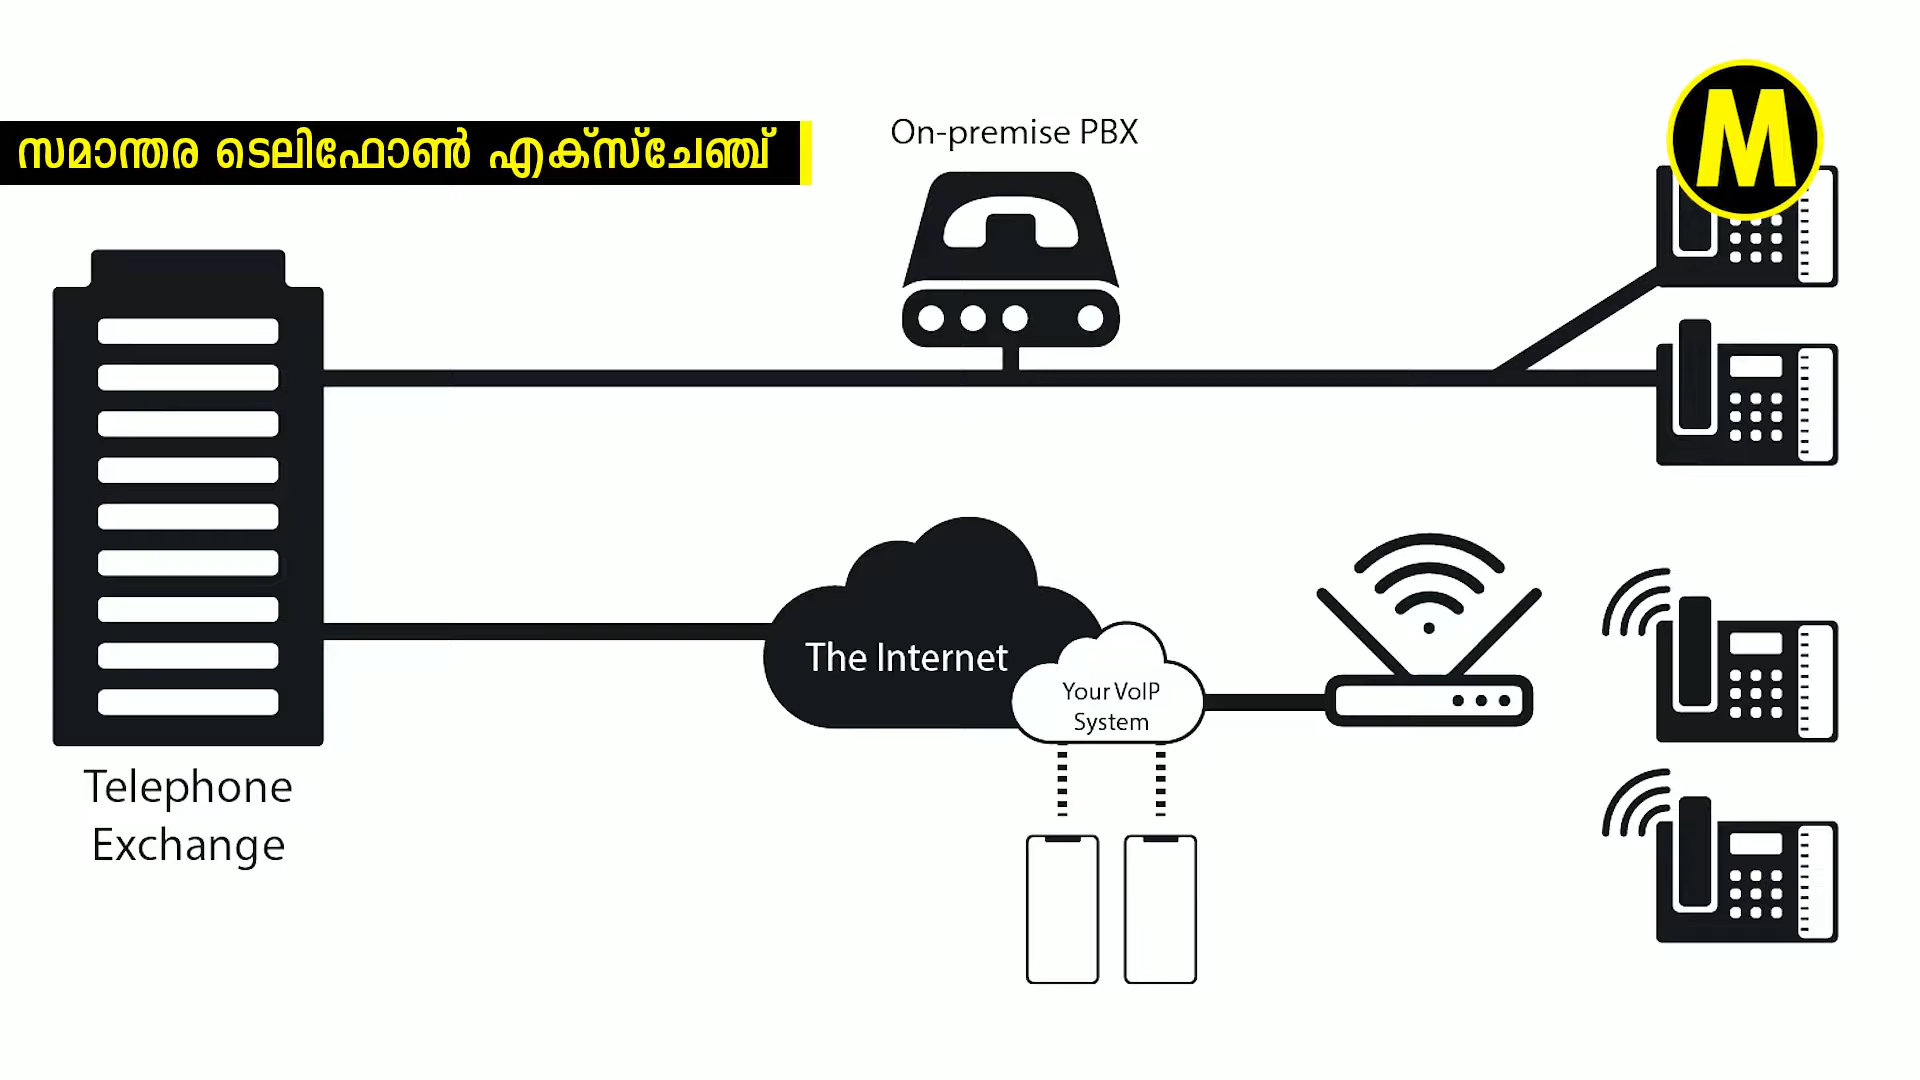 On-premise PBX
M
സമാന്തര ടെലിഫോൺ എക്സ്ചേഞ്ച്
The Internet
Your VoIP
System
Telephone
Exchange